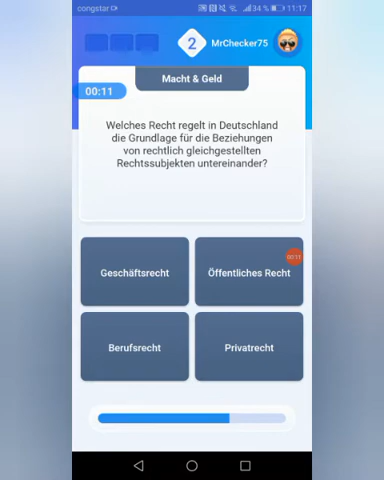 congstar
34 %
11:17
2
MrChecker75
Macht & Geld
00:11
Welches Recht regelt in Deutschland
die Grundlage für die Beziehungen
von rechtlich gleichgestellten
Rechtssubjekten untereinander?
Geschäftsrecht
Öffentliches Recht
00:11
Berufsrecht
Privatrecht